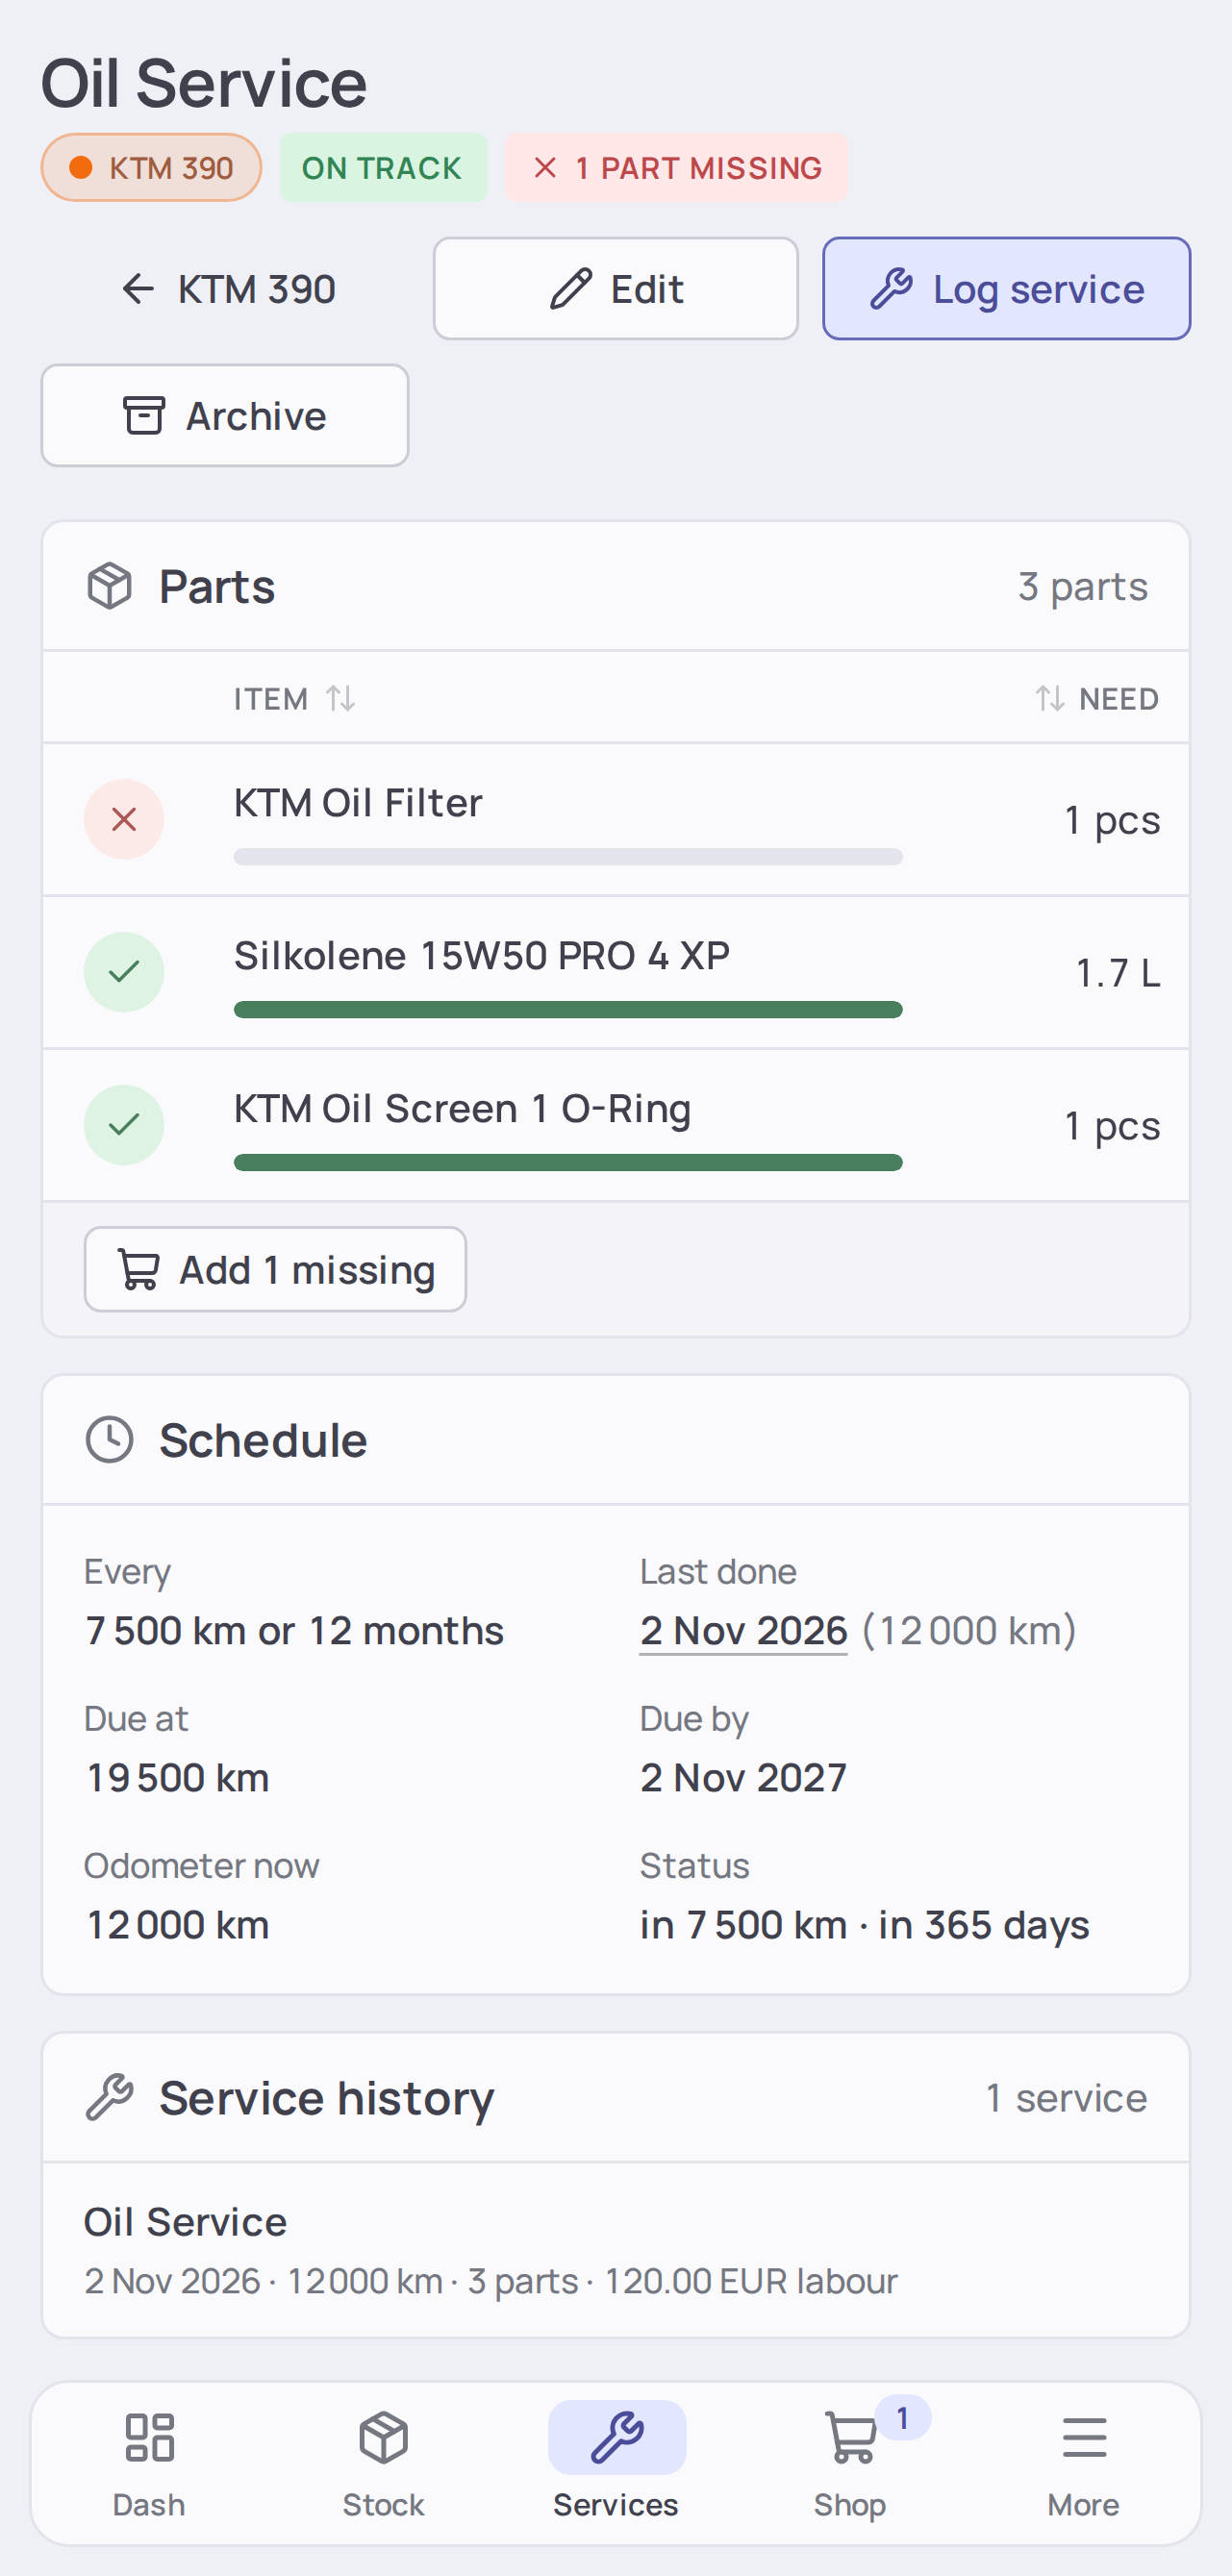 Oil Service
KTM 390 ON TRACK 1 PART MISSING
KTM 390 Edit Log service
Archive
Parts 3 parts
ITEM NEED
KTM Oil Filter 1 pcs
Silkolene 15W50 PRO 4 XP 1.7 L
KTM Oil Screen 1 O-Ring 1 pcs
Add 1 missing
Schedule
Every Last done
7 500 km or 12 months 2 Nov 2026 (12 000 km)
Due at Due by
19 500 km 2 Nov 2027
Odometer now Status
12 000 km in 7 500 km · in 365 days
Service history 1 service
Oil Service
2 Nov 2026 · 12 000 km · 3 parts · 120.00 EUR labour
1
Dash Stock Services Shop More